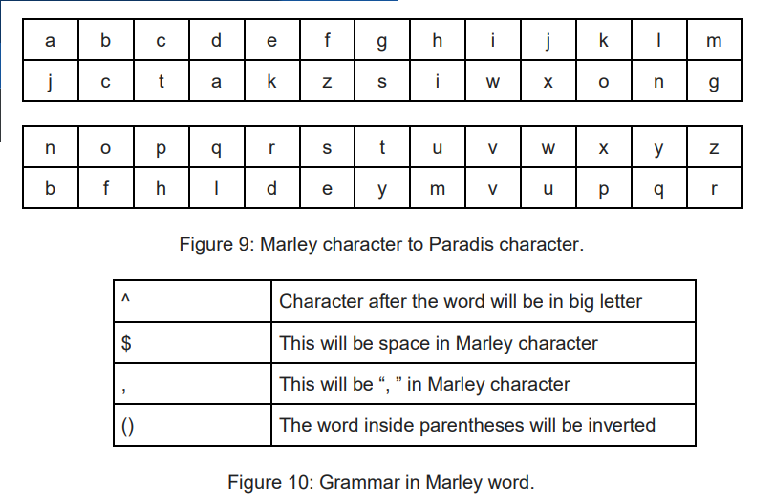 a b c d e f g h i j k l m
j c t a k z s i w x o n g
n o p q r s t u v w x y z
b f h l d e y m v u p q r
Figure 9: Marley character to Paradis character.
^ Character after the word will be in big letter
$ This will be space in Marley character
, This will be “, ” in Marley character
() The word inside parentheses will be inverted
Figure 10: Grammar in Marley word.